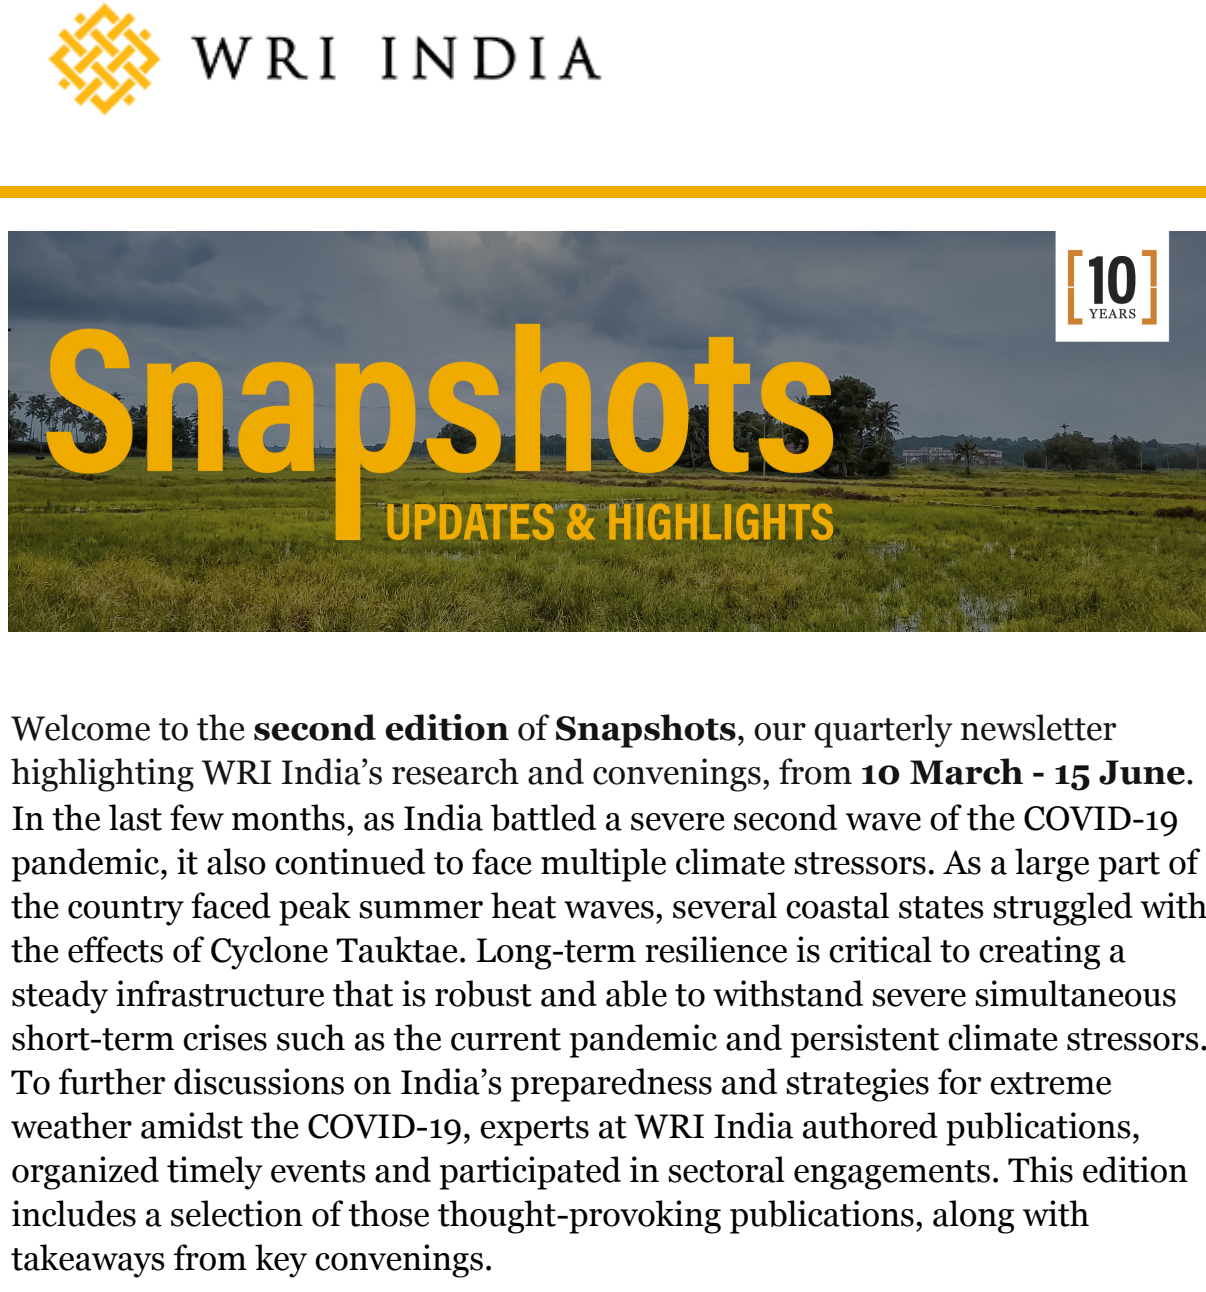 WRI INDIA
[10
YEARS]
Snapshots
UPDATES & HIGHLIGHTS
Welcome to the second edition of Snapshots, our quarterly newsletter
highlighting WRI India’s research and convenings, from 10 March - 15 June.
In the last few months, as India battled a severe second wave of the COVID-19
pandemic, it also continued to face multiple climate stressors. As a large part of
the country faced peak summer heat waves, several coastal states struggled with
the effects of Cyclone Tauktae. Long-term resilience is critical to creating a
steady infrastructure that is robust and able to withstand severe simultaneous
short-term crises such as the current pandemic and persistent climate stressors.
To further discussions on India’s preparedness and strategies for extreme
weather amidst the COVID-19, experts at WRI India authored publications,
organized timely events and participated in sectoral engagements. This edition
includes a selection of those thought-provoking publications, along with
takeaways from key convenings.